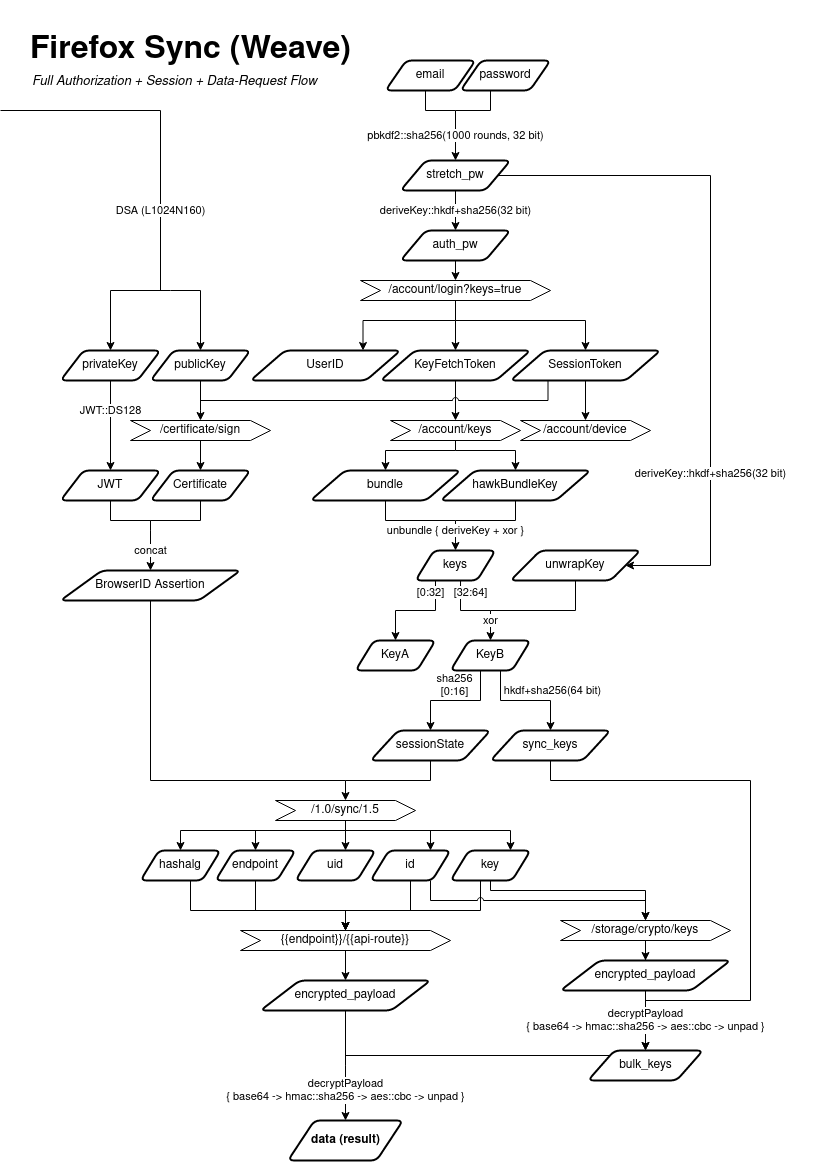 Firefox Sync (Weave)
Full Authorization + Session + Data-Request Flow
email
password
pbkdf2::sha256(1000 rounds, 32 bit)
stretch_pw
DSA (L1024N160)
deriveKey::hkdf+sha256(32 bit)
auth_pw
/account/login?keys=true
privateKey
publicKey
UserID
KeyFetchToken
SessionToken
JWT::DS128
/certificate/sign
/account/keys
/account/device
deriveKey::hkdf+sha256(32 bit)
JWT
Certificate
bundle
hawkBundleKey
unbundle { deriveKey + xor }
concat
keys
unwrapKey
BrowserID Assertion
[0:32]
[32:64]
xor
KeyA
KeyB
sha256
[0:16]
hkdf+sha256(64 bit)
sessionState
sync_keys
/1.0/sync/1.5
hashalg
endpoint
uid
id
key
{{endpoint}}/{{api-route}}
/storage/crypto/keys
encrypted_payload
encrypted_payload
decryptPayload
{ base64 -> hmac::sha256 -> aes::cbc -> unpad }
bulk_keys
decryptPayload
{ base64 -> hmac::sha256 -> aes::cbc -> unpad }
data (result)